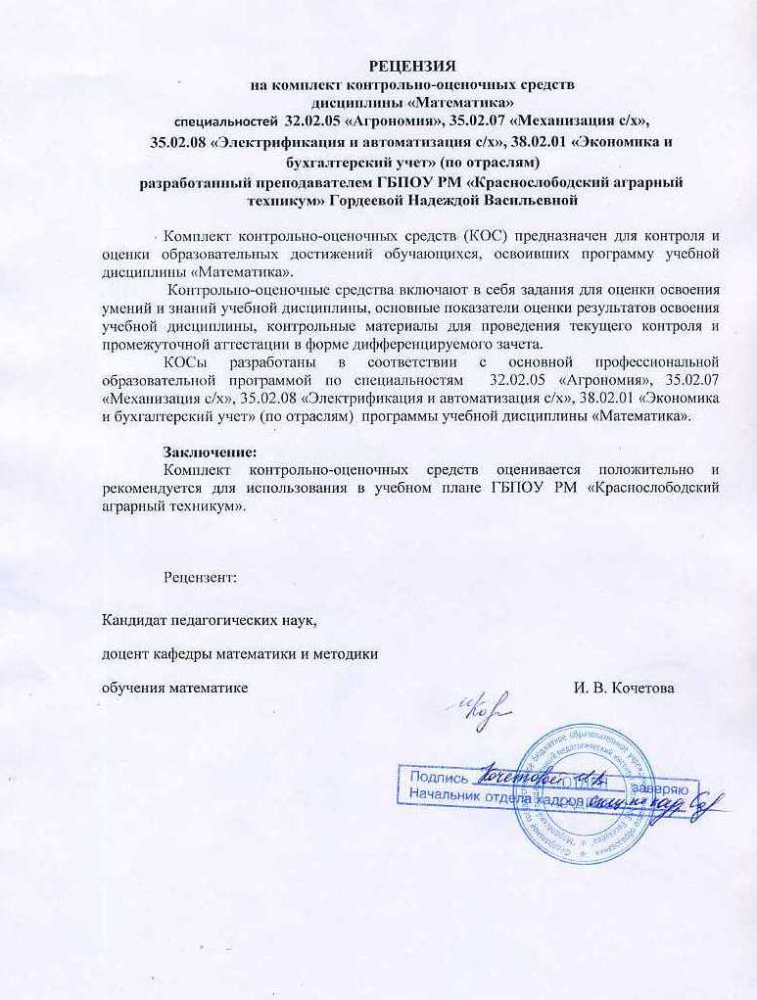 РЕЦЕНЗИЯ
на комплект контрольно-оценочных средств
дисциплины «Математика»
специальностей 32.02.05 «Агрономия», 35.02.07 «Механизация с/х»,
35.02.08 «Электрификация и автоматизация с/х», 38.02.01 «Экономика и
бухгалтерский учет» (по отраслям)
разработанный преподавателем ГБПОУ РМ «Краснослободский аграрный
техникум» Гордеевой Надеждой Васильевной
Комплект контрольно-оценочных средств (КОС) предназначен для контроля и
оценки образовательных достижений обучающихся, освоивших программу учебной
дисциплины «Математика».
Контрольно-оценочные средства включают в себя задания для оценки освоения
умений и знаний учебной дисциплины, основные показатели оценки результатов освоения
учебной дисциплины, контрольные материалы для проведения текущего контроля и
промежуточной аттестации в форме дифференцируемого зачета.
КОСы разработаны в соответствии с основной профессиональной
образовательной программой по специальностям 32.02.05 «Агрономия», 35.02.07
«Механизация с/х», 35.02.08 «Электрификация и автоматизация с/х», 38.02.01 «Экономика
и бухгалтерский учет» (по отраслям) программы учебной дисциплины «Математика».
Заключение:
Комплект контрольно-оценочных средств оценивается положительно и
рекомендуется для использования в учебном плане ГБПОУ РМ «Краснослободский
аграрный техникум».
Рецензент:
Кандидат педагогических наук,
доцент кафедры математики и методики
обучения математике И. В. Кочетова
Подпись Кочетовой И.В. заверяю
Начальник отдела кадров